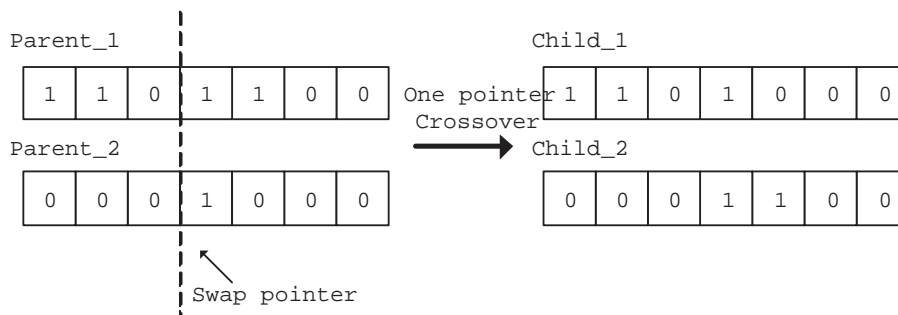 Parent_1
1 1 0 1 1 0 0
Parent_2
0 0 0 1 0 0 0
Swap pointer
One pointer
Crossover
Child_1
1 1 0 1 0 0 0
Child_2
0 0 0 1 1 0 0